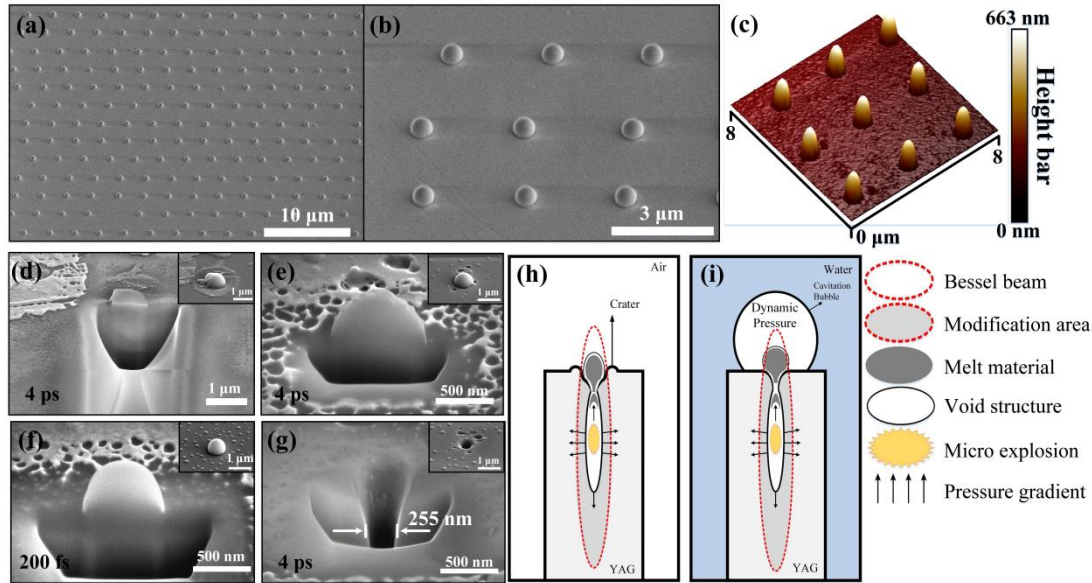 (a)
10 μm
(b)
3 μm
(c)
663 nm
Height bar
0 nm
8
8
0 μm
(d)
1 μm
4 ps
1 μm
(e)
1 μm
4 ps
500 nm
(f)
1 μm
200 fs
500 nm
(g)
1 μm
255 nm
4 ps
500 nm
(h)
Air
Crater
YAG
(i)
Water
Cavitation
Bubble
Dynamic
Pressure
YAG
Bessel beam
Modification area
Melt material
Void structure
Micro explosion
Pressure gradient